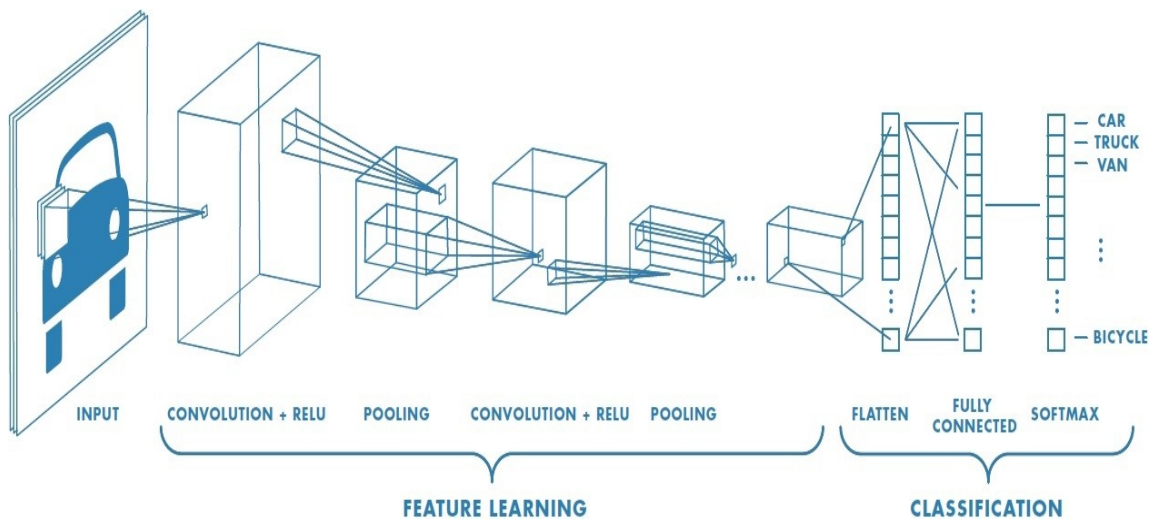 CAR
TRUCK
VAN
BICYCLE
INPUT
CONVOLUTION + RELU
POOLING
CONVOLUTION + RELU
POOLING
FLATTEN
FULLY
CONNECTED
SOFTMAX
FEATURE LEARNING
CLASSIFICATION